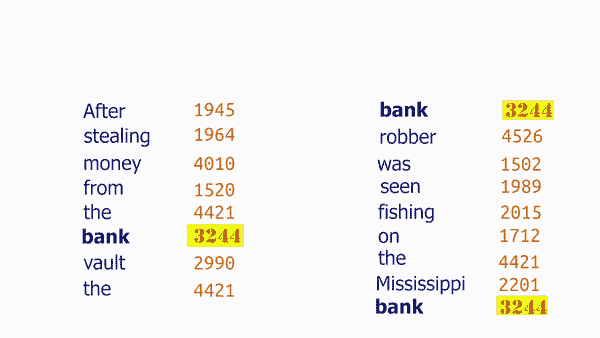 After 1945
stealing 1964
money 4010
from 1520
the 4421
bank 3244
vault 2990
the 4421
bank 3244
robber 4526
was 1502
seen 1989
fishing 2015
on 1712
the 4421
Mississippi 2201
bank 3244